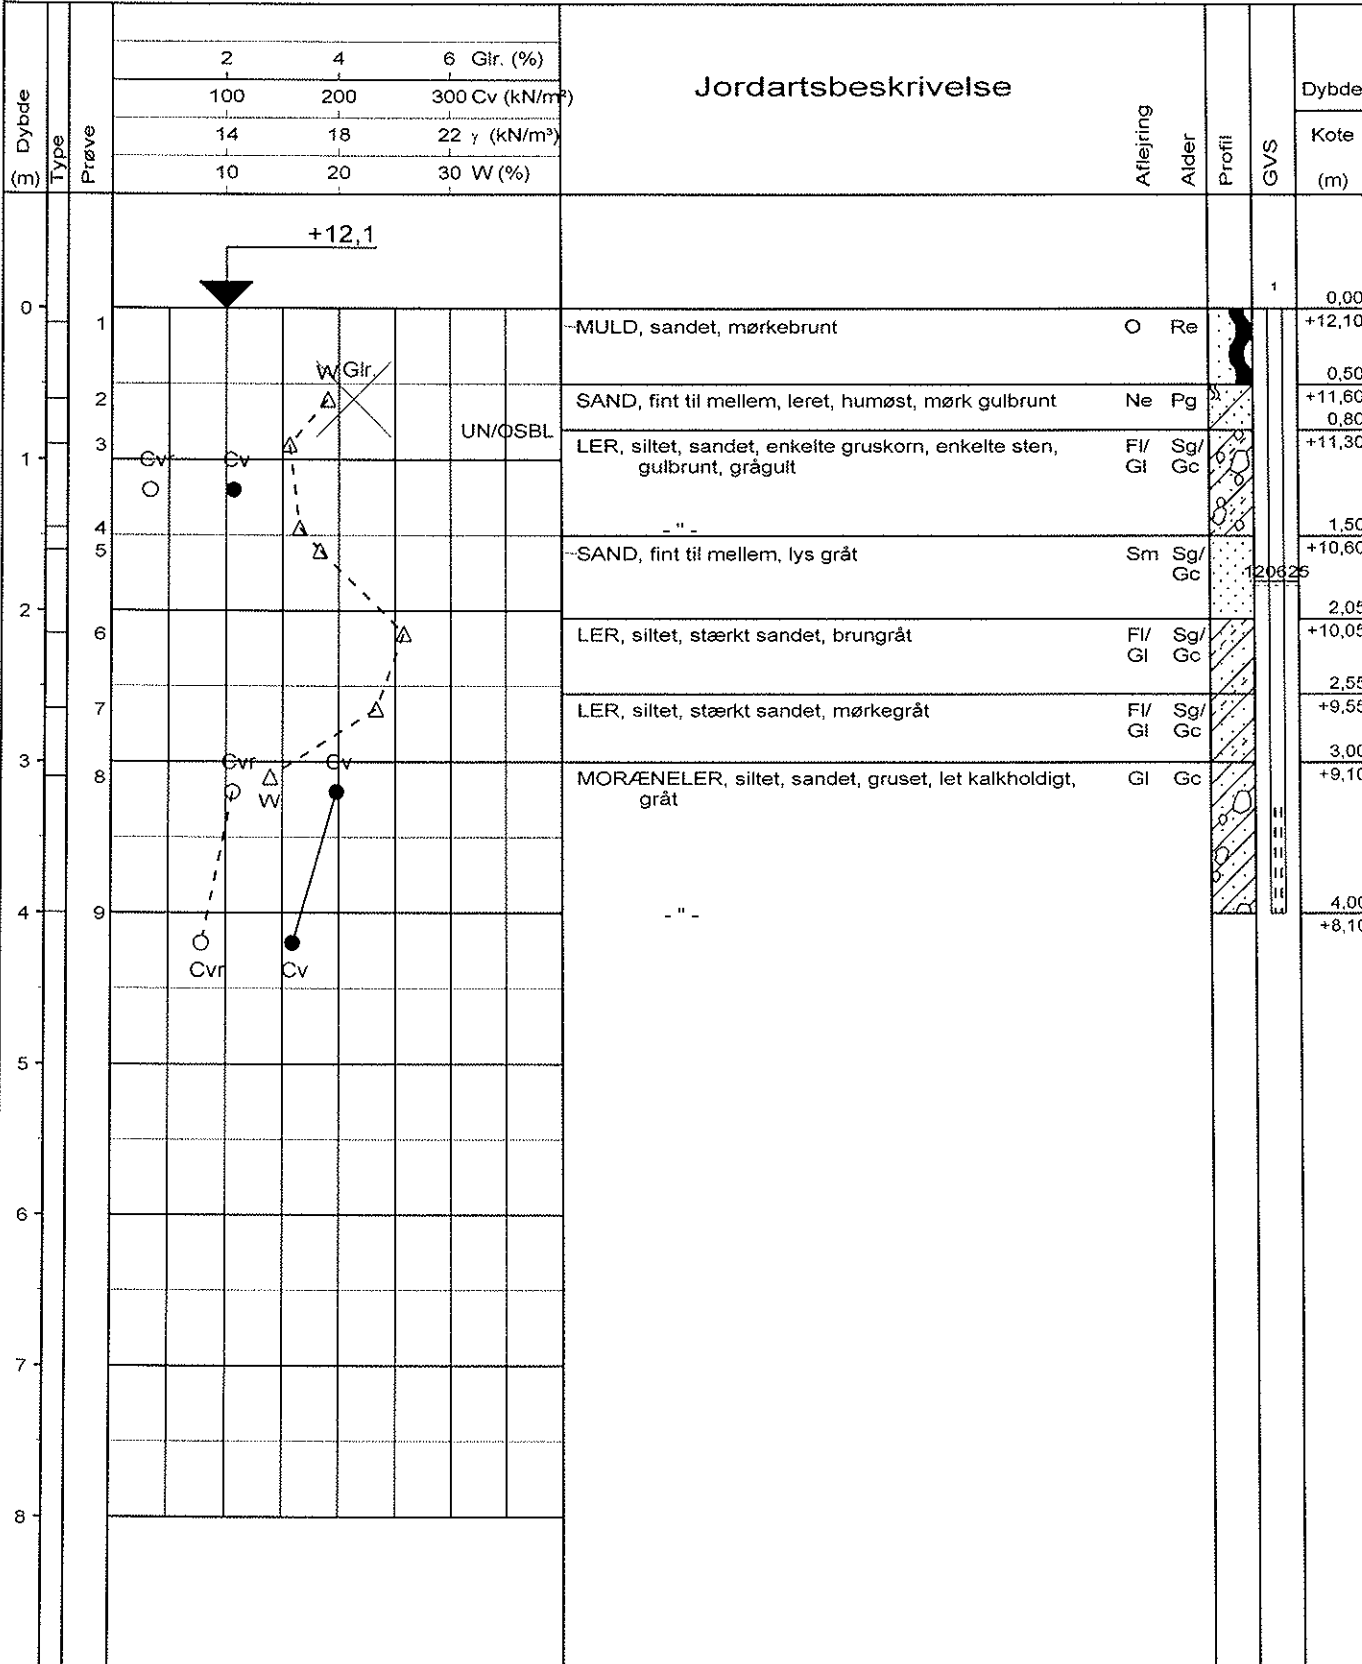 Dybde (m)
Type
Prøve
2 4 6 Glr. (%)
100 200 300 Cv (kN/m²)
14 18 22 γ (kN/m³)
10 20 30 W (%)
Jordartsbeskrivelse
Aflejring
Alder
Profil
GVS
Dybde
Kote
(m)
+12,1
1
0 0,00
1 MULD, sandet, mørkebrunt O Re +12,10
W Glr. 0,50
2 SAND, fint til mellem, leret, humøst, mørk gulbrunt Ne Pg +11,60
0,80
3 UN/OSBL LER, siltet, sandet, enkelte gruskorn, enkelte sten, Fl/ Sg/ +11,30
1 Cvr Cv gulbrunt, grågult Gl Gc
4 - " - 1,50
5 SAND, fint til mellem, lys gråt Sm Sg/ +10,60
Gc 120625
2 2,05
6 LER, siltet, stærkt sandet, brungråt Fl/ Sg/ +10,05
Gl Gc
2,55
7 LER, siltet, stærkt sandet, mørkegråt Fl/ Sg/ +9,55
Gl Gc
3 Cvr Cv 3,00
8 MORÆNELER, siltet, sandet, gruset, let kalkholdigt, Gl Gc +9,10
W gråt
4 9 - " - 4,00
+8,10
Cvr Cv
5
6
7
8